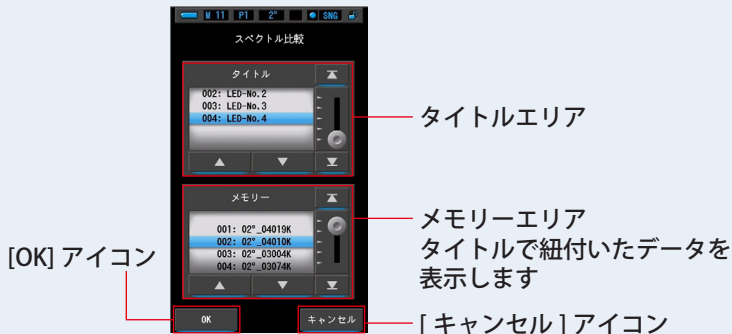 M 11 P1 2° SNG
スペクトル比較
タイトル
002: LED-No.2
003: LED-No.3
004: LED-No.4
タイトルエリア
メモリー
001: 02°_04019K
002: 02°_04010K
003: 02°_03004K
004: 02°_03074K
メモリーエリア
タイトルで紐付いたデータを
表示します
[OK] アイコン
OK
キャンセル
[ キャンセル ] アイコン